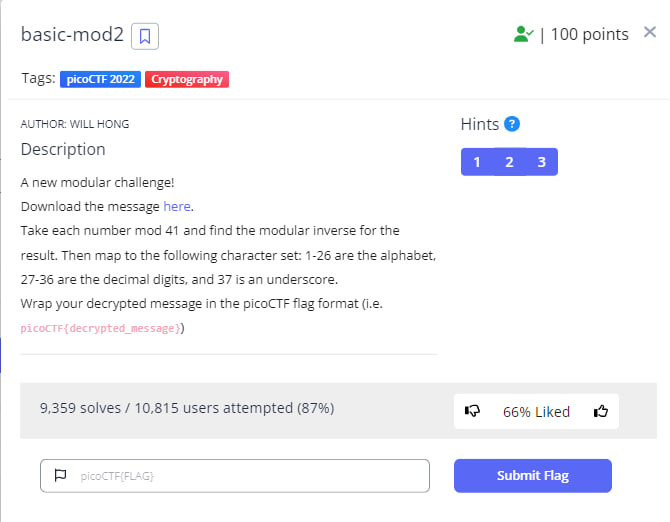 basic-mod2
| 100 points
Tags: picoCTF 2022 Cryptography
AUTHOR: WILL HONG
Description
A new modular challenge!
Download the message here.
Take each number mod 41 and find the modular inverse for the
result. Then map to the following character set: 1-26 are the alphabet,
27-36 are the decimal digits, and 37 is an underscore.
Wrap your decrypted message in the picoCTF flag format (i.e.
picoCTF{decrypted_message})
Hints ?
1 2 3
9,359 solves / 10,815 users attempted (87%)
66% Liked
picoCTF{FLAG}
Submit Flag